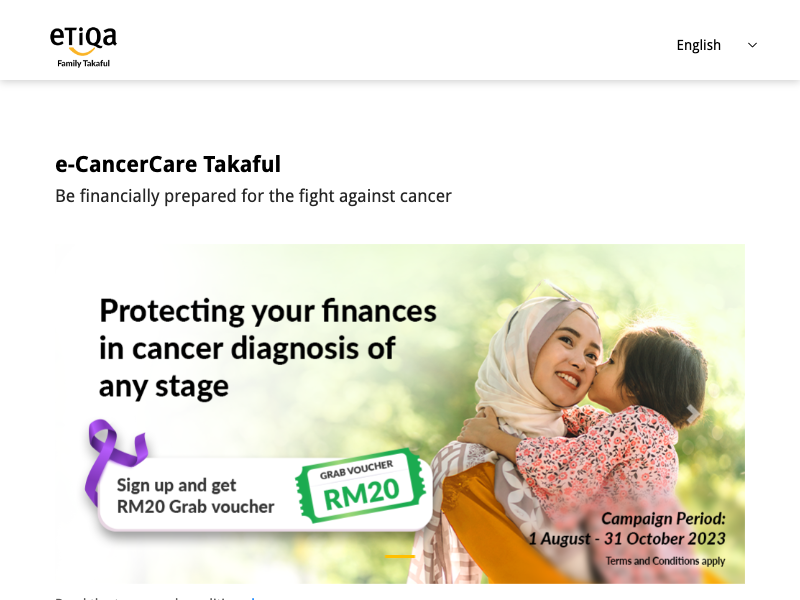 eTiQa
Family Takaful
English
e-CancerCare Takaful
Be financially prepared for the fight against cancer
Protecting your finances
in cancer diagnosis of
any stage
Sign up and get
RM20 Grab voucher
GRAB VOUCHER
RM20
Campaign Period:
1 August - 31 October 2023
Terms and Conditions apply